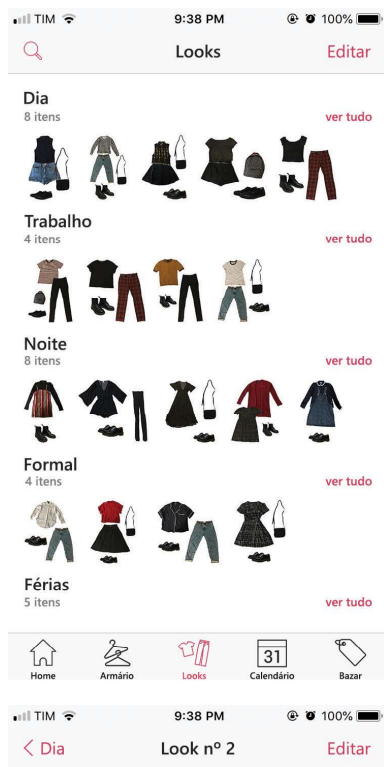 TIM 9:38 PM 100%
Looks Editar
Dia
8 itens ver tudo
Trabalho
4 itens ver tudo
Noite
8 itens ver tudo
Formal
4 itens ver tudo
Férias
5 itens ver tudo
31
Home Armário Looks Calendário Bazar
TIM 9:38 PM 100%
< Dia Look nº 2 Editar